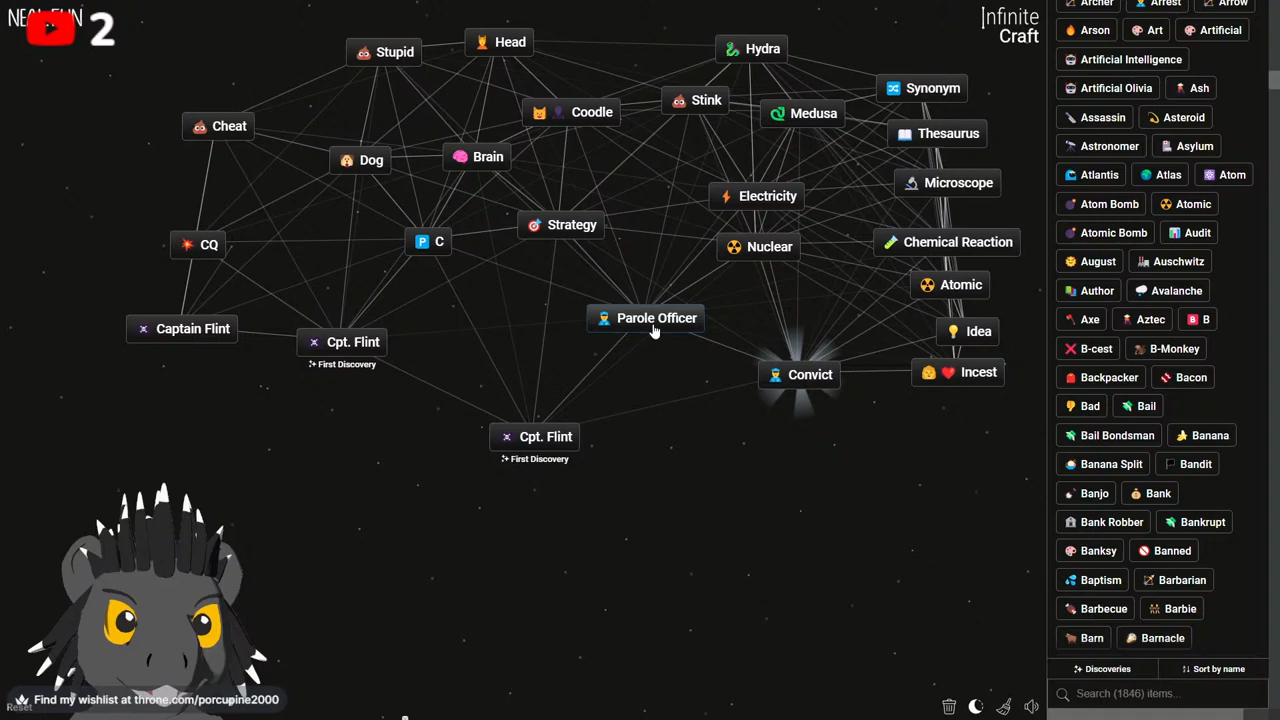 NEAL.FUN
2
Infinite
Craft
Stupid
Head
Hydra
Synonym
Coodle
Stink
Medusa
Cheat
Thesaurus
Dog
Brain
Microscope
Electricity
Strategy
CQ
P C
Nuclear
Chemical Reaction
Atomic
Parole Officer
Captain Flint
Cpt. Flint
First Discovery
Idea
Convict
Incest
Cpt. Flint
First Discovery
Archer Arrest Arrow
Arson Art Artificial
Artificial Intelligence
Artificial Olivia Ash
Assassin Asteroid
Astronomer Asylum
Atlantis Atlas Atom
Atom Bomb Atomic
Atomic Bomb Audit
August Auschwitz
Author Avalanche
Axe Aztec B B
B-cest B-Monkey
Backpacker Bacon
Bad Bail
Bail Bondsman Banana
Banana Split Bandit
Banjo Bank
Bank Robber Bankrupt
Banksy Banned
Baptism Barbarian
Barbecue Barbie
Barn Barnacle
Discoveries Sort by name
Search (1846) items...
Find my wishlist at throne.com/porcupine2000
Reset